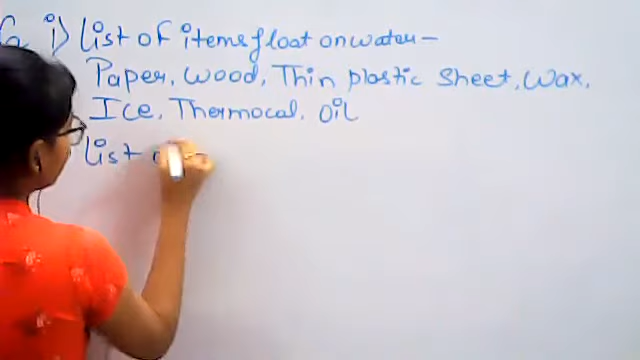 i) List of items float on water -
Paper, Wood, Thin plastic Sheet, Wax,
Ice, Thermocal, Oil
List